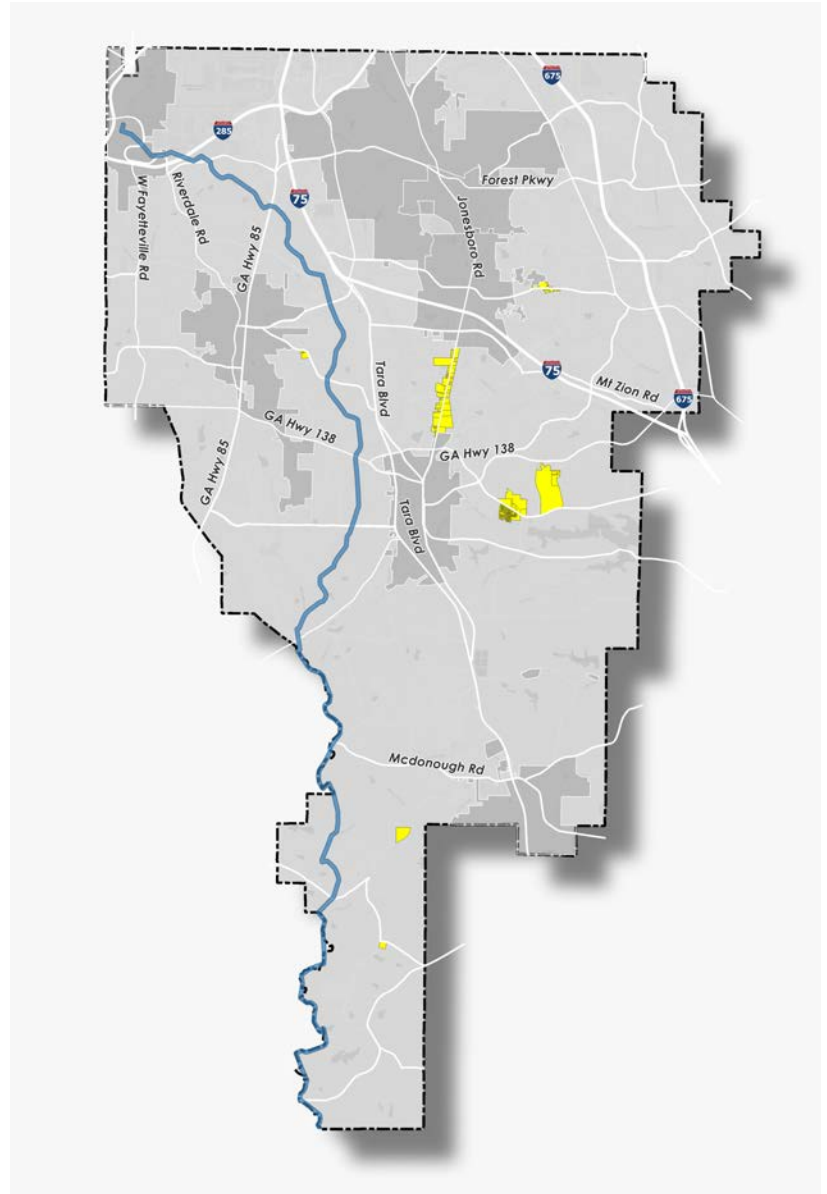 675
285
Forest Pkwy
W Fayetteville Rd
Riverdale Rd
75
Jonesboro Rd
GA Hwy 85
75
Tara Blvd
Mt Zion Rd
675
GA Hwy 138
GA Hwy 138
GA Hwy 85
Tara Blvd
Mcdonough Rd